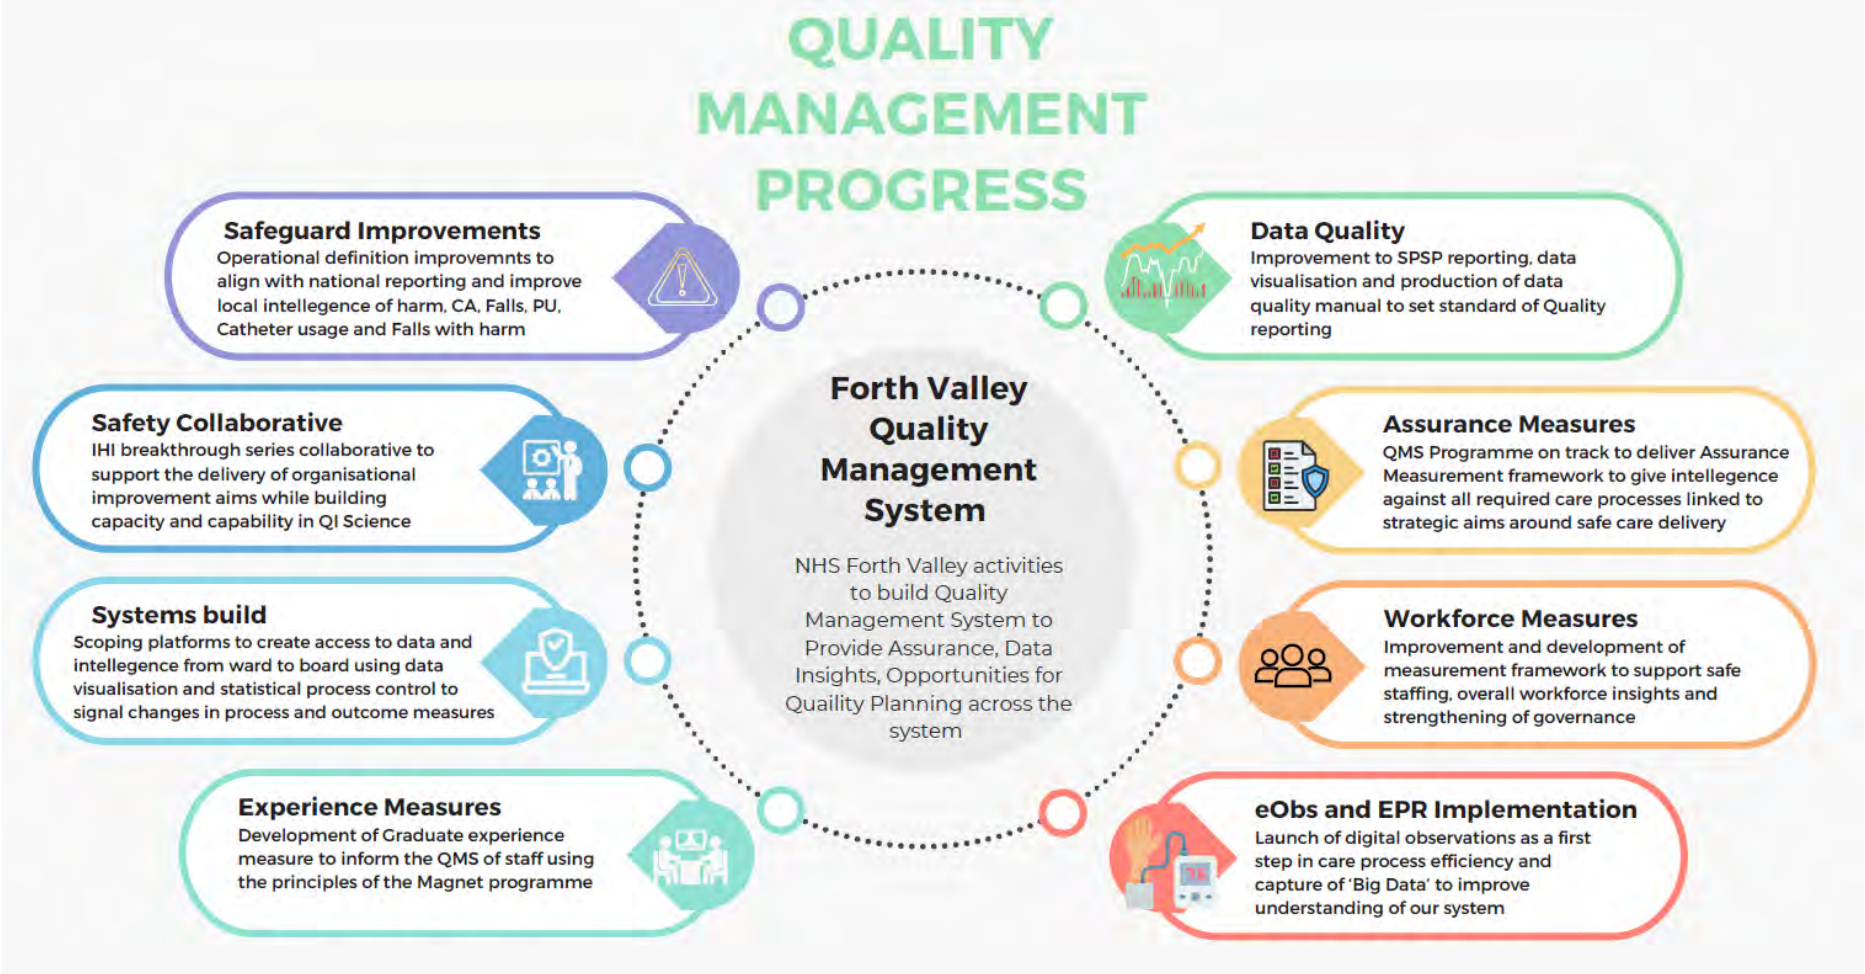 QUALITY
MANAGEMENT
PROGRESS
Safeguard Improvements
Operational definition improvemnts to
align with national reporting and improve
local intellegence of harm, CA, Falls, PU,
Catheter usage and Falls with harm
Safety Collaborative
IHI breakthrough series collaborative to
support the delivery of organisational
improvement aims while building
capacity and capability in QI Science
Systems build
Scoping platforms to create access to data and
intellegence from ward to board using data
visualisation and statistical process control to
signal changes in process and outcome measures
Experience Measures
Development of Graduate experience
measure to inform the QMS of staff using
the principles of the Magnet programme
Forth Valley
Quality
Management
System
NHS Forth Valley activities
to build Quality
Management System to
Provide Assurance, Data
Insights, Opportunities for
Quaility Planning across the
system
Data Quality
Improvement to SPSP reporting, data
visualisation and production of data
quality manual to set standard of Quality
reporting
Assurance Measures
QMS Programme on track to deliver Assurance
Measurement framework to give intellegence
against all required care processes linked to
strategic aims around safe care delivery
Workforce Measures
Improvement and development of
measurement framework to support safe
staffing, overall workforce insights and
strengthening of governance
eObs and EPR Implementation
Launch of digital observations as a first
step in care process efficiency and
capture of 'Big Data' to improve
understanding of our system